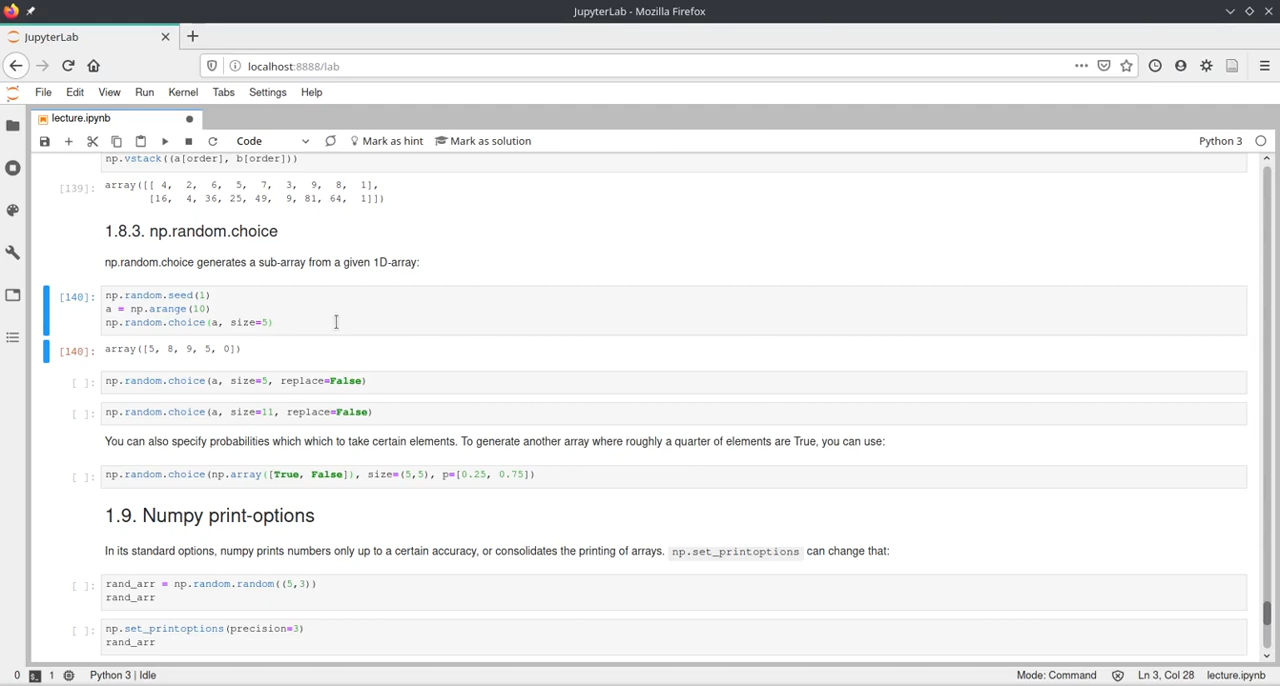 JupyterLab - Mozilla Firefox
JupyterLab
localhost:8888/lab
File Edit View Run Kernel Tabs Settings Help
lecture.ipynb
Code Mark as hint Mark as solution Python 3
np.vstack((a[order], b[order]))
[139]: array([[ 4, 2, 6, 5, 7, 3, 9, 8, 1],
[16, 4, 36, 25, 49, 9, 81, 64, 1]])
1.8.3. np.random.choice
np.random.choice generates a sub-array from a given 1D-array:
[140]: np.random.seed(1)
a = np.arange(10)
np.random.choice(a, size=5)
[140]: array([5, 8, 9, 5, 0])
[ ]: np.random.choice(a, size=5, replace=False)
[ ]: np.random.choice(a, size=11, replace=False)
You can also specify probabilities which which to take certain elements. To generate another array where roughly a quarter of elements are True, you can use:
[ ]: np.random.choice(np.array([True, False]), size=(5,5), p=[0.25, 0.75])
1.9. Numpy print-options
In its standard options, numpy prints numbers only up to a certain accuracy, or consolidates the printing of arrays. np.set_printoptions can change that:
[ ]: rand_arr = np.random.random((5,3))
rand_arr
[ ]: np.set_printoptions(precision=3)
rand_arr
0 1 Python 3 | Idle Mode: Command Ln 3, Col 28 lecture.ipynb